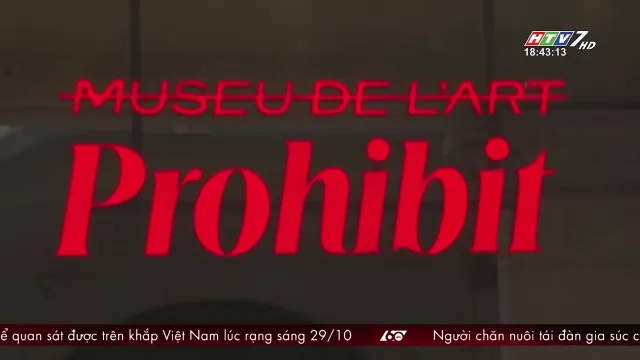 HTV7 HD
18:43:13
MUSEU DE L'ART
Prohibit
ể quan sát được trên khắp Việt Nam lúc rạng sáng 29/10 60 Người chăn nuôi tái đàn gia súc c